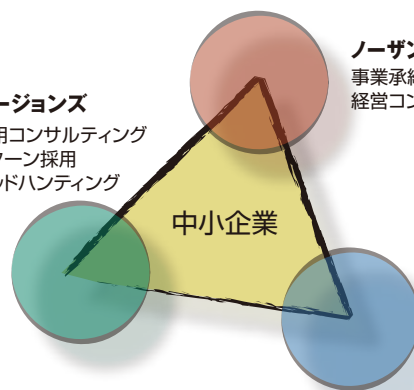 ージョンズ
用コンサルティング
ターン採用
ッドハンティング
ノーザン
事業承継
経営コン
中小企業